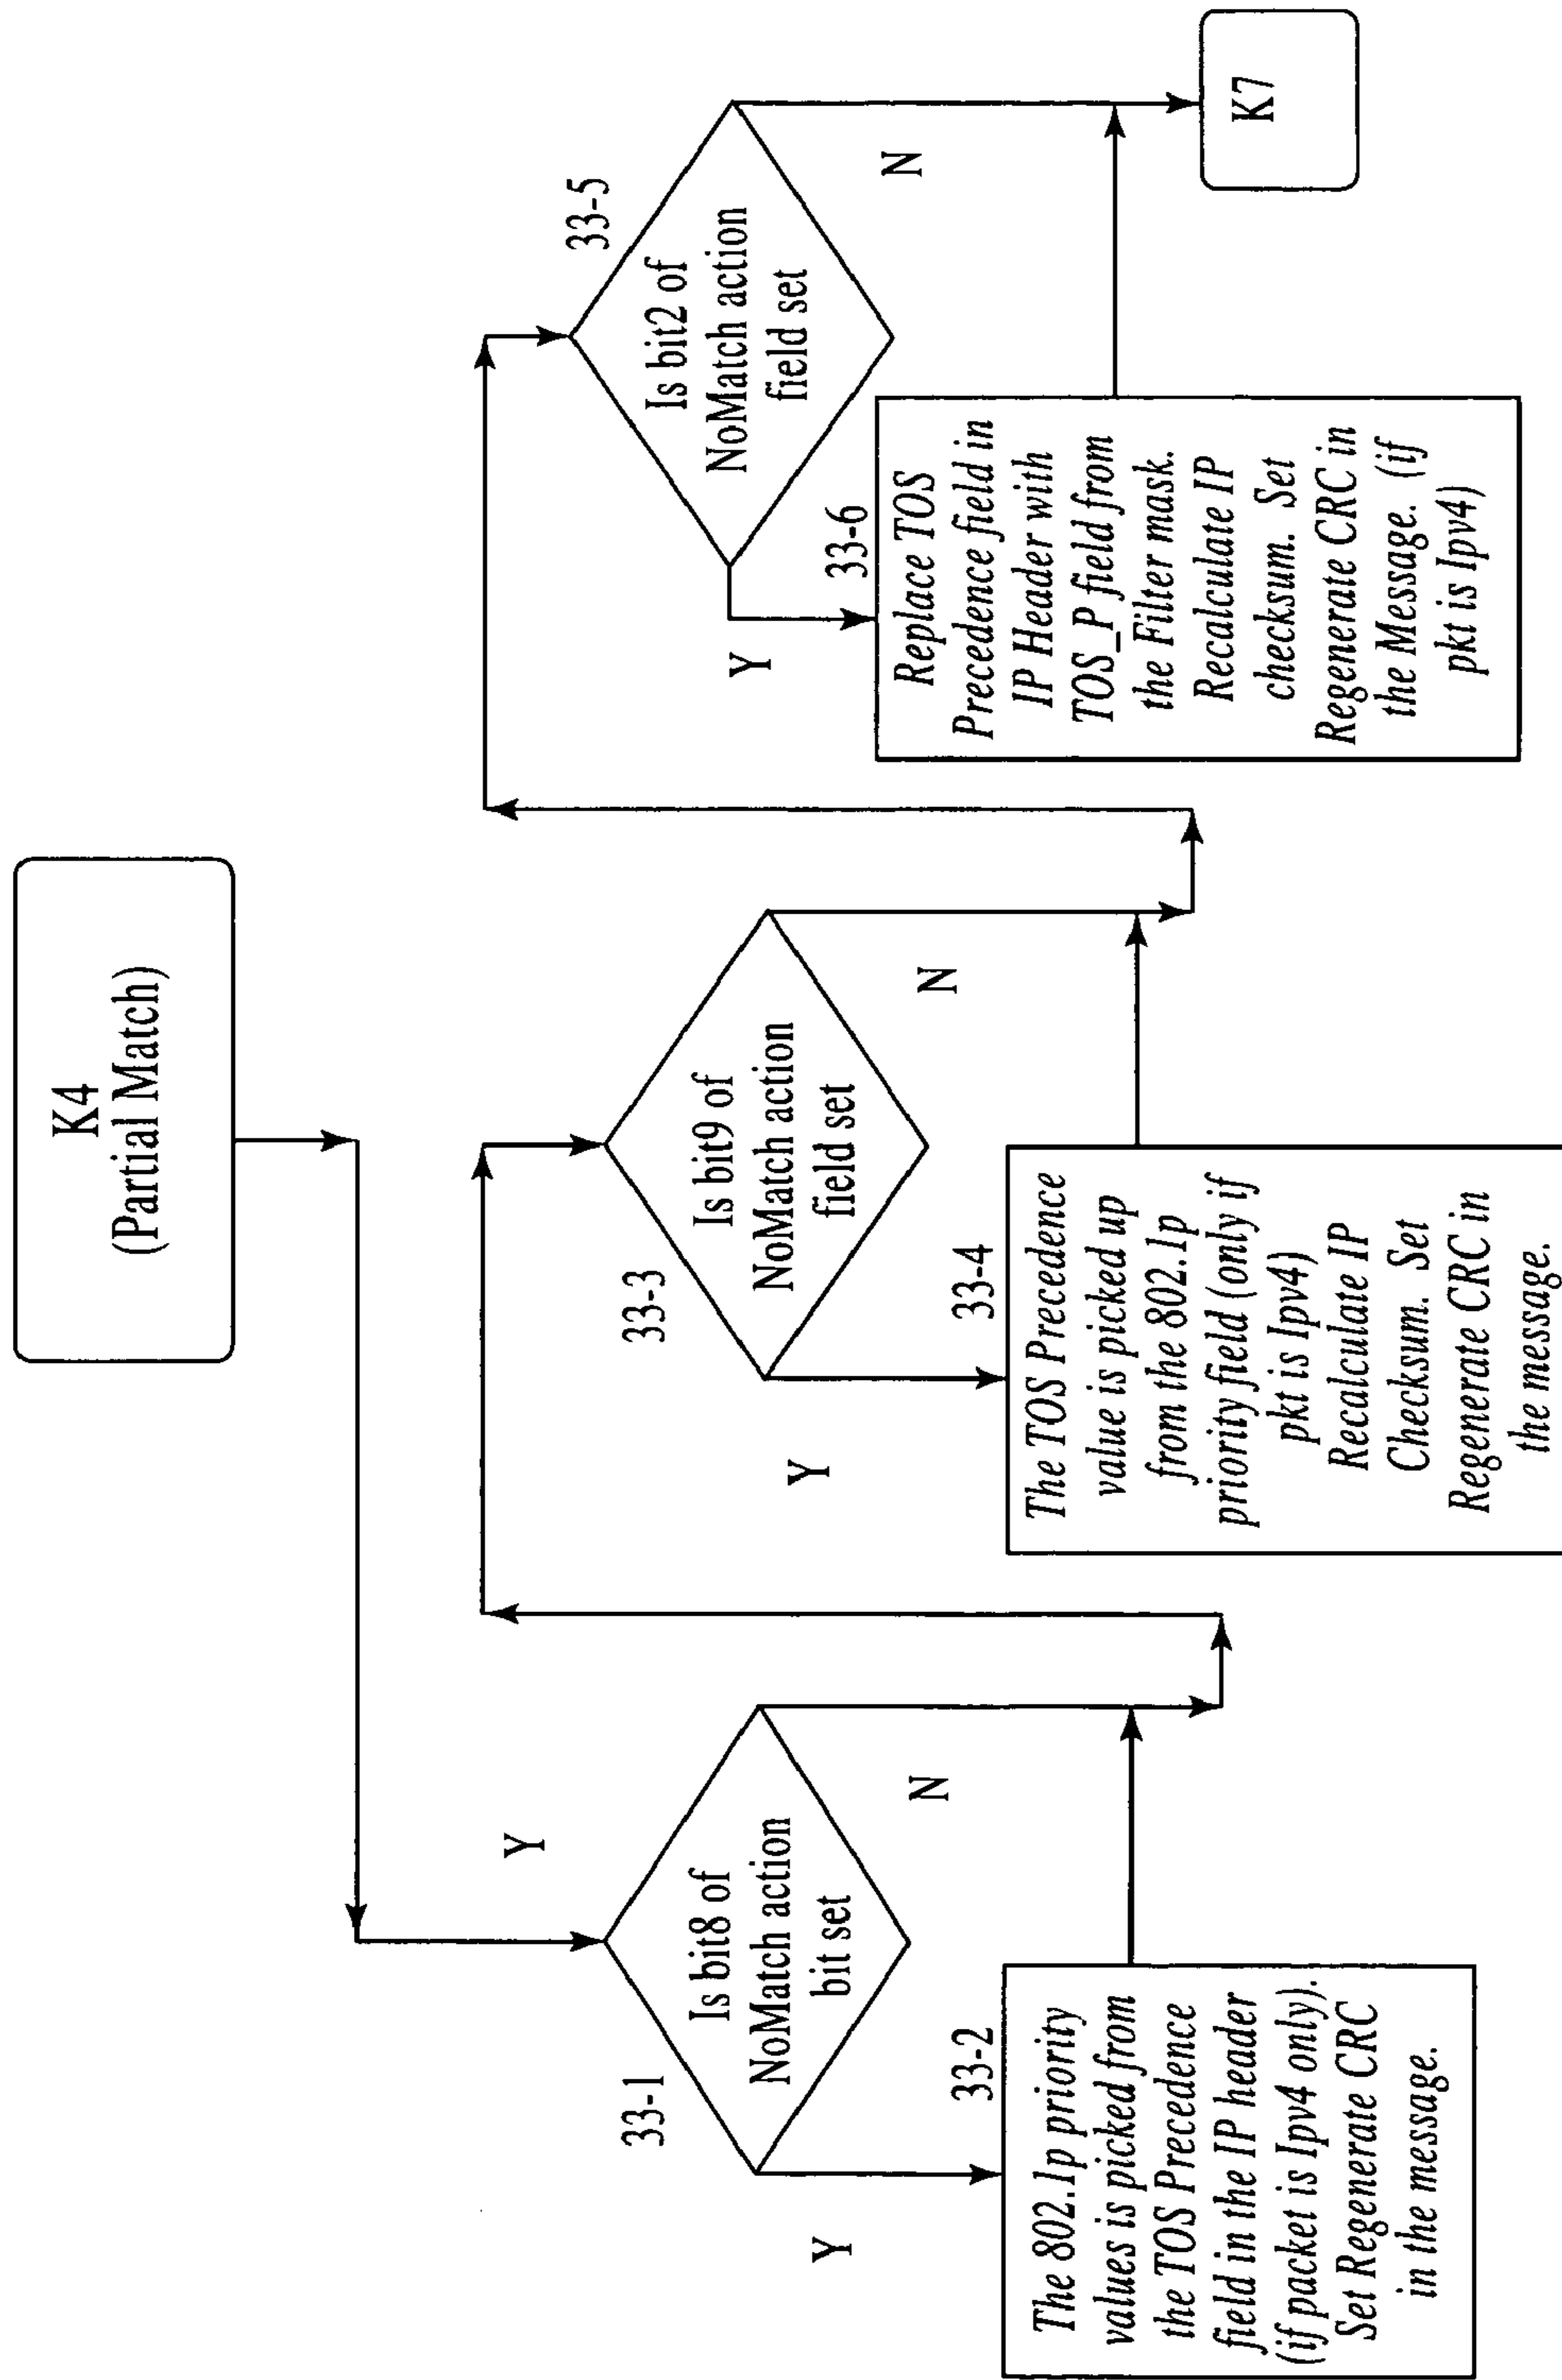 K4
(Partial Match)
Y
33-1
Is bit8 of
NoMatch action
bit set
Y
N
33-2
The 802.1p priority
values is picked from
the TOS Precedence
field in the IP header
(if packet is Ipv4 only).
Set Regenerate CRC
in the message.
33-3
Is bit9 of
NoMatch action
field set
Y
N
33-4
The TOS Precedence
value is picked up
from the 802.1p
priority field (only if
pkt is Ipv4)
Recalculate IP
Checksum. Set
Regenerate CRC in
the message.
33-5
Is bit2 of
NoMatch action
field set
Y
N
33-6
Replace TOS
Precedence field in
IP Header with
TOS_P field from
the Filter mask.
Recalculate IP
checksum. Set
Regenerate CRC in
the Message. (if
pkt is Ipv4)
K7